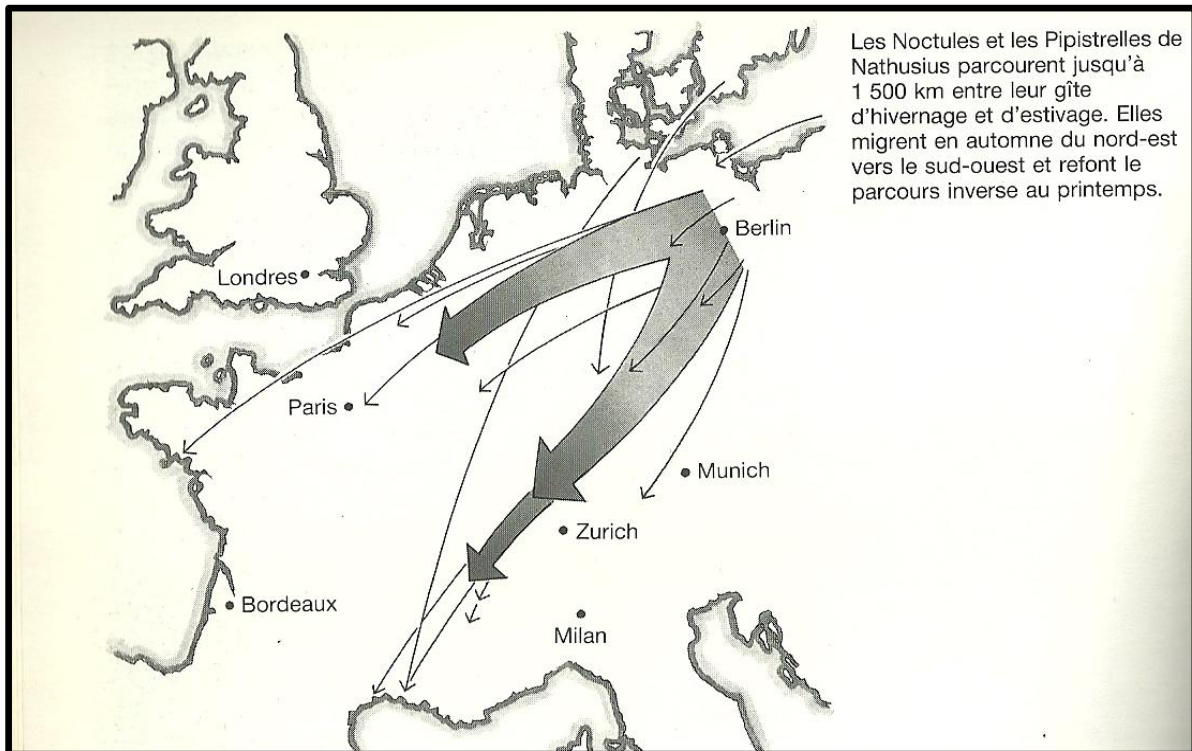 Les Noctules et les Pipistrelles de
Nathusius parcourent jusqu'à
1 500 km entre leur gîte
d'hivernage et d'estivage. Elles
migrent en automne du nord-est
vers le sud-ouest et refont le
parcours inverse au printemps.
Berlin
Londres
Paris
Munich
Zurich
Bordeaux
Milan